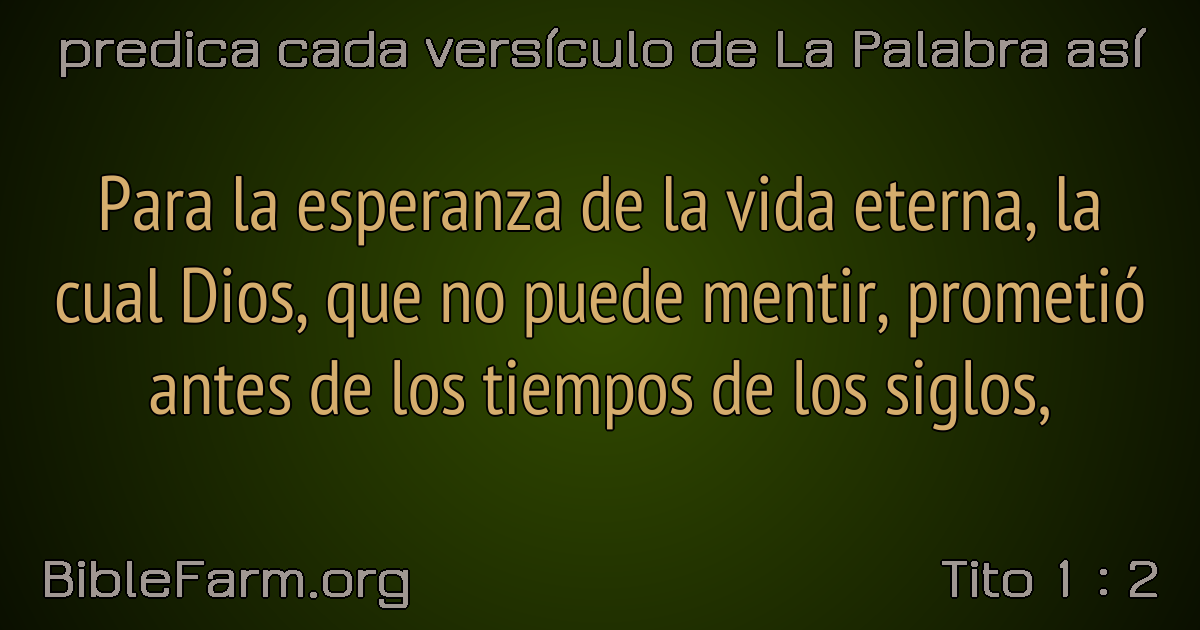 predica cada versículo de La Palabra así
Para la esperanza de la vida eterna, la
cual Dios, que no puede mentir, prometió
antes de los tiempos de los siglos,
BibleFarm.org
Tito 1 : 2